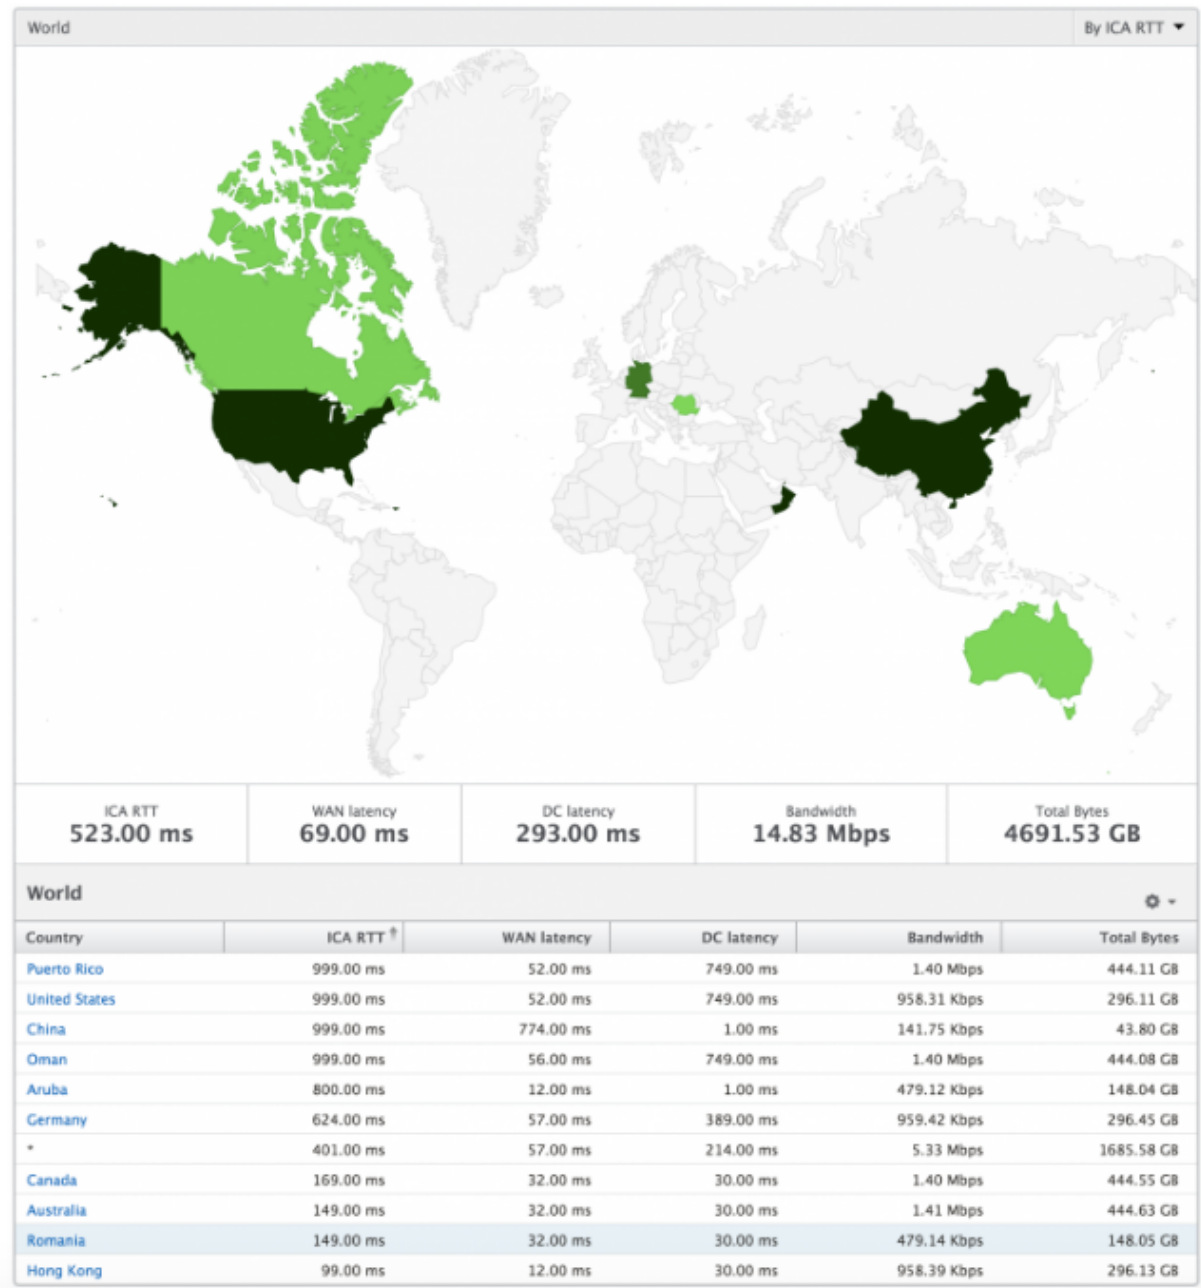 World By ICA RTT
ICA RTT WAN latency DC latency Bandwidth Total Bytes
523.00 ms 69.00 ms 293.00 ms 14.83 Mbps 4691.53 GB
World
Country ICA RTT WAN latency DC latency Bandwidth Total Bytes
Puerto Rico 999.00 ms 52.00 ms 749.00 ms 1.40 Mbps 444.11 GB
United States 999.00 ms 52.00 ms 749.00 ms 958.31 Kbps 296.11 GB
China 999.00 ms 774.00 ms 1.00 ms 141.75 Kbps 43.80 GB
Oman 999.00 ms 56.00 ms 749.00 ms 1.40 Mbps 444.08 GB
Aruba 800.00 ms 12.00 ms 1.00 ms 479.12 Kbps 148.04 GB
Germany 624.00 ms 57.00 ms 389.00 ms 959.42 Kbps 296.45 GB
* 401.00 ms 57.00 ms 214.00 ms 5.33 Mbps 1685.58 GB
Canada 169.00 ms 32.00 ms 30.00 ms 1.40 Mbps 444.55 GB
Australia 149.00 ms 32.00 ms 30.00 ms 1.41 Mbps 444.63 GB
Romania 149.00 ms 32.00 ms 30.00 ms 479.14 Kbps 148.05 GB
Hong Kong 99.00 ms 12.00 ms 30.00 ms 958.39 Kbps 296.13 GB